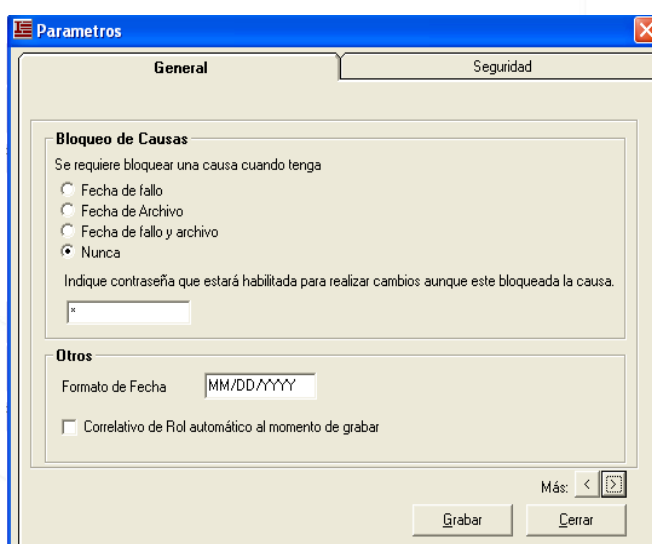 Parametros
General
Seguridad
Bloqueo de Causas
Se requiere bloquear una causa cuando tenga
Fecha de fallo
Fecha de Archivo
Fecha de fallo y archivo
Nunca
Indique contraseña que estará habilitada para realizar cambios aunque este bloqueada la causa.
*
Otros
Formato de Fecha MM/DD/YYYY
Correlativo de Rol automático al momento de grabar
Más: < >
Grabar Cerrar